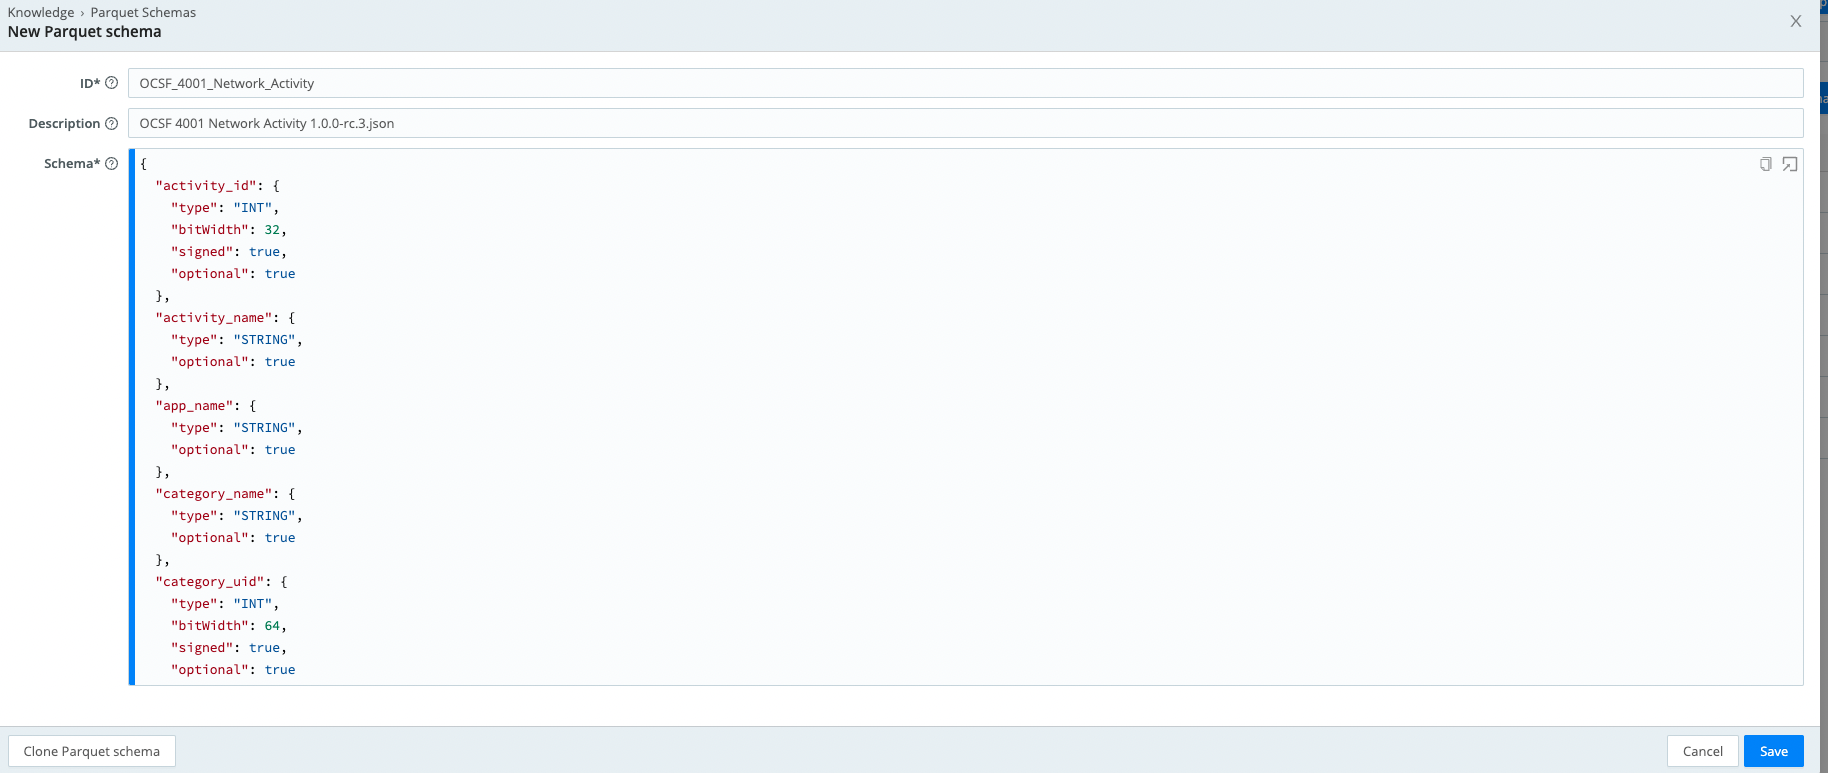 Knowledge › Parquet Schemas
New Parquet schema
ID*
OCSF_4001_Network_Activity
Description
OCSF 4001 Network Activity 1.0.0-rc.3.json
Schema*
{
"activity_id": {
"type": "INT",
"bitWidth": 32,
"signed": true,
"optional": true
},
"activity_name": {
"type": "STRING",
"optional": true
},
"app_name": {
"type": "STRING",
"optional": true
},
"category_name": {
"type": "STRING",
"optional": true
},
"category_uid": {
"type": "INT",
"bitWidth": 64,
"signed": true,
"optional": true
Clone Parquet schema
Cancel
Save